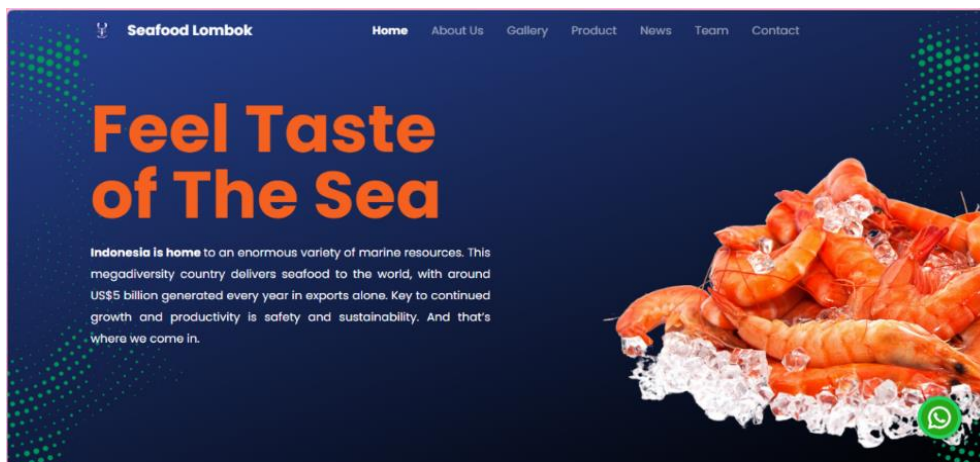 Seafood Lombok
Home About Us Gallery Product News Team Contact
Feel Taste
of The Sea
Indonesia is home to an enormous variety of marine resources. This
megadiversity country delivers seafood to the world, with around
US$5 billion generated every year in exports alone. Key to continued
growth and productivity is safety and sustainability. And that's
where we come in.